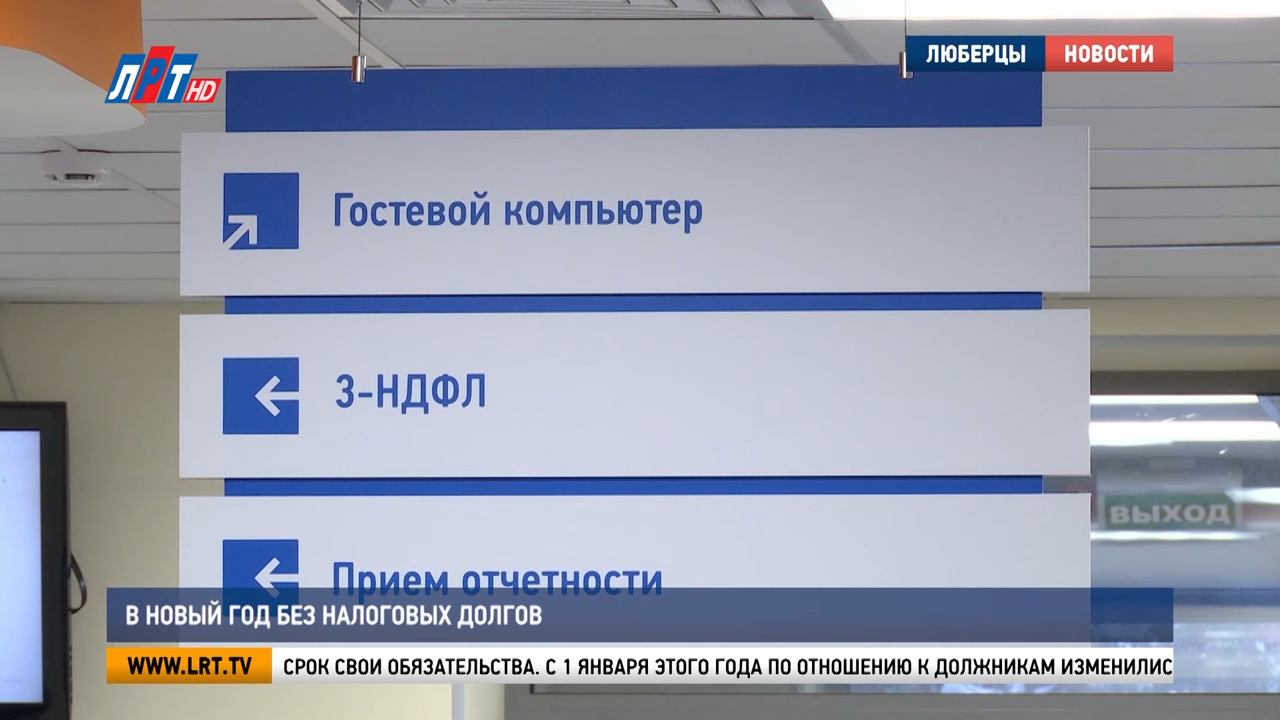 ЛРТ HD
ЛЮБЕРЦЫ НОВОСТИ
Гостевой компьютер
3-НДФЛ
ВЫХОД
Прием отчетности
В НОВЫЙ ГОД БЕЗ НАЛОГОВЫХ ДОЛГОВ
WWW.LRT.TV СРОК СВОИ ОБЯЗАТЕЛЬСТВА. С 1 ЯНВАРЯ ЭТОГО ГОДА ПО ОТНОШЕНИЮ К ДОЛЖНИКАМ ИЗМЕНИЛИС